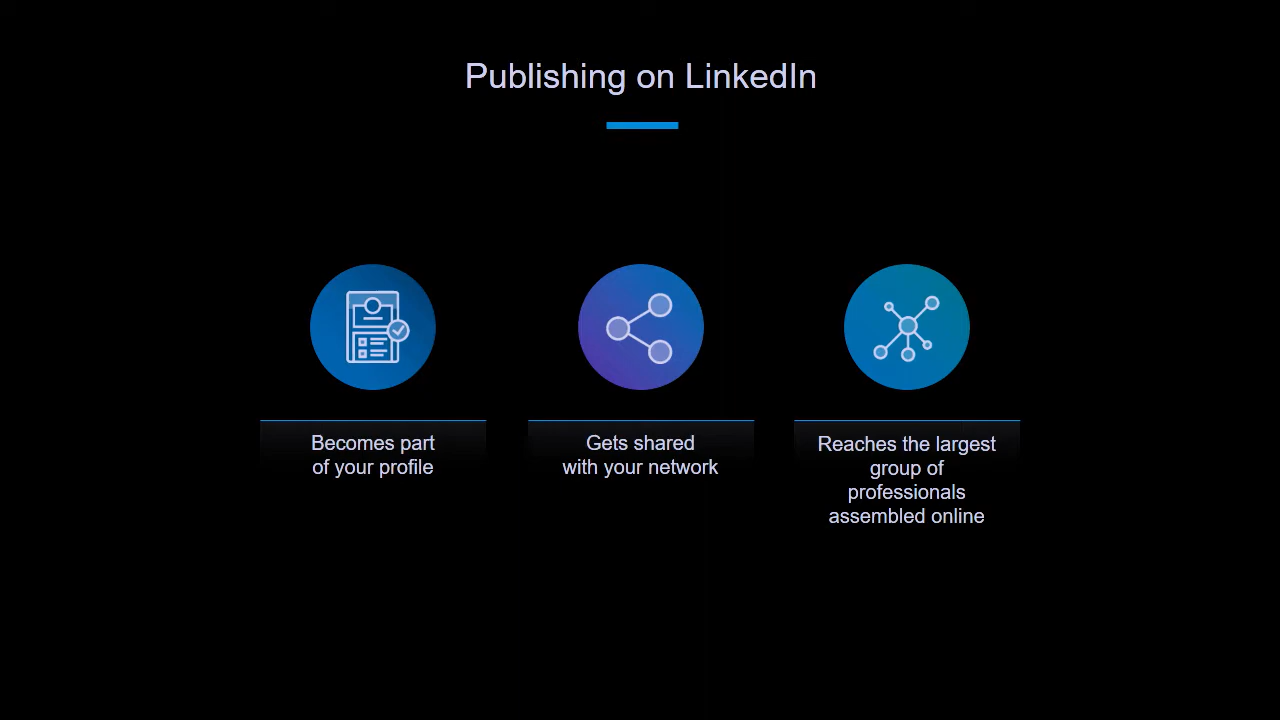 Publishing on LinkedIn
Becomes part
of your profile
Gets shared
with your network
Reaches the largest
group of
professionals
assembled online